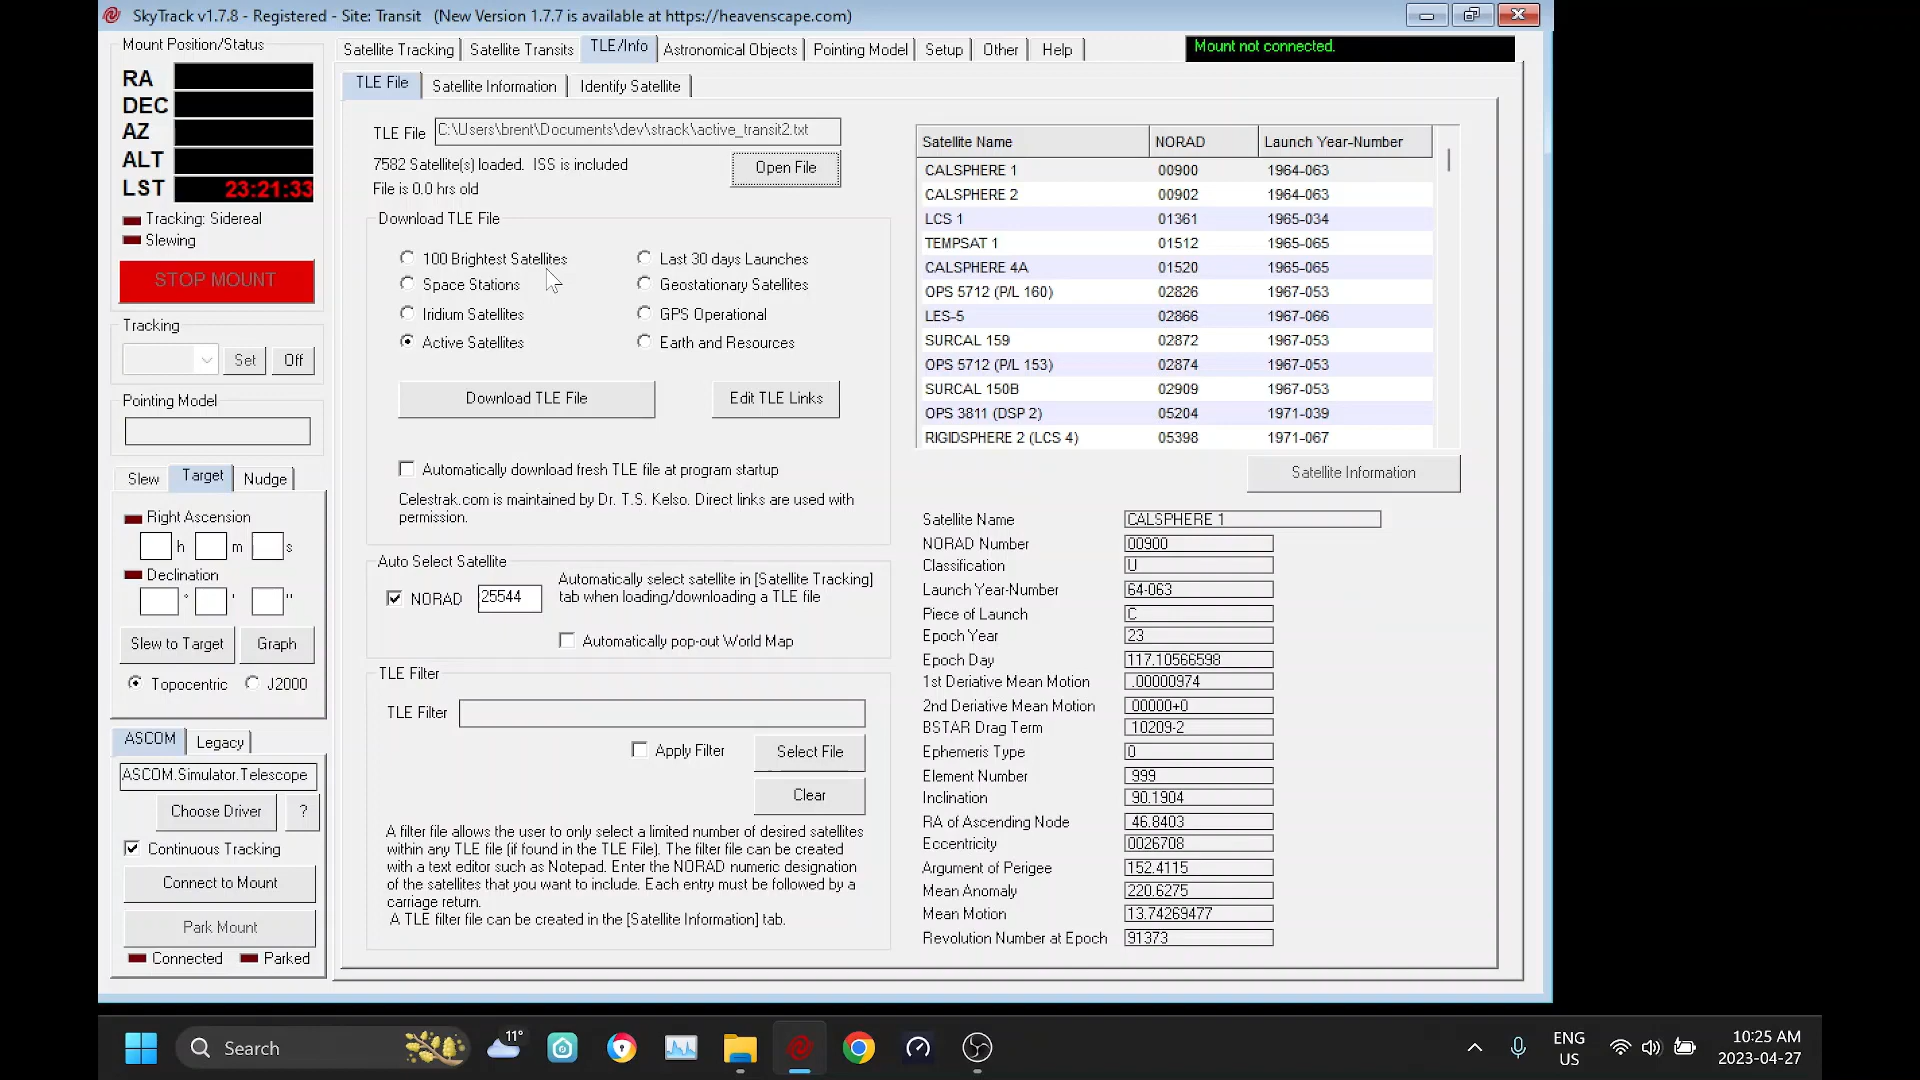 SkyTrack v1.7.8 - Registered - Site: Transit (New Version 1.7.7 is available at https://heavenscape.com)
Mount Position/Status
RA
DEC
AZ
ALT
LST 23:21:33
Tracking: Sidereal
Slewing
STOP MOUNT
Tracking
Set Off
Pointing Model
Slew Target Nudge
Right Ascension
h m s
Declination
° ' "
Slew to Target Graph
Topocentric J2000
ASCOM Legacy
ASCOM.Simulator.Telescope
Choose Driver ?
Continuous Tracking
Connect to Mount
Park Mount
Connected Parked
Satellite Tracking Satellite Transits TLE/Info Astronomical Objects Pointing Model Setup Other Help
Mount not connected.
TLE File Satellite Information Identify Satellite
TLE File C:\Users\brent\Documents\dev\strack\active_transit2.txt
7582 Satellite(s) loaded. ISS is included
Open File
File is 0.0 hrs old
Download TLE File
100 Brightest Satellites Last 30 days Launches
Space Stations Geostationary Satellites
Iridium Satellites GPS Operational
Active Satellites Earth and Resources
Download TLE File Edit TLE Links
Automatically download fresh TLE file at program startup
Celestrak.com is maintained by Dr. T.S. Kelso. Direct links are used with
permission.
Auto Select Satellite
NORAD 25544
Automatically select satellite in [Satellite Tracking]
tab when loading/downloading a TLE file
Automatically pop-out World Map
TLE Filter
TLE Filter
Apply Filter Select File
Clear
A filter file allows the user to only select a limited number of desired satellites
within any TLE file (if found in the TLE File). The filter file can be created
with a text editor such as Notepad. Enter the NORAD numeric designation
of the satellites that you want to include. Each entry must be followed by a
carriage return.
A TLE filter file can be created in the [Satellite Information] tab.
Satellite Name NORAD Launch Year-Number
CALSPHERE 1 00900 1964-063
CALSPHERE 2 00902 1964-063
LCS 1 01361 1965-034
TEMPSAT 1 01512 1965-065
CALSPHERE 4A 01520 1965-065
OPS 5712 (P/L 160) 02826 1967-053
LES-5 02866 1967-066
SURCAL 159 02872 1967-053
OPS 5712 (P/L 153) 02874 1967-053
SURCAL 150B 02909 1967-053
OPS 3811 (DSP 2) 05204 1971-039
RIGIDSPHERE 2 (LCS 4) 05398 1971-067
Satellite Information
Satellite Name CALSPHERE 1
NORAD Number 00900
Classification U
Launch Year-Number 64-063
Piece of Launch C
Epoch Year 23
Epoch Day 117.10566598
1st Deriative Mean Motion .00000974
2nd Deriative Mean Motion 00000+0
BSTAR Drag Term 10209-2
Ephemeris Type 0
Element Number 999
Inclination 90.1904
RA of Ascending Node 46.8403
Eccentricity 0026708
Argument of Perigee 152.4115
Mean Anomaly 220.6275
Mean Motion 13.74269477
Revolution Number at Epoch 91373
Search
11°
ENG
US
10:25 AM
2023-04-27